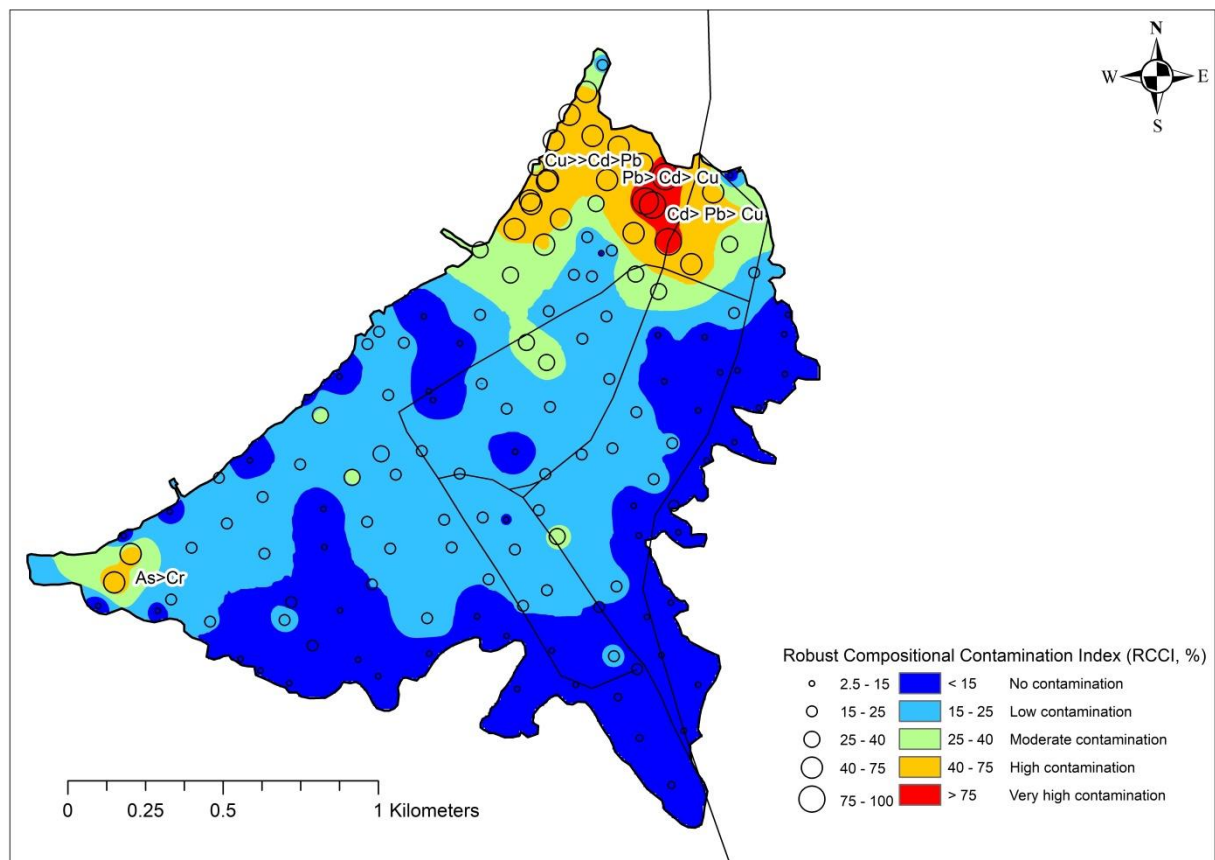 N
W E
S
Cu>>Cd>Pb
Pb> Cd> Cu
Cd> Pb> Cu
As>Cr
Robust Compositional Contamination Index (RCCI, %)
2.5 - 15 < 15 No contamination
15 - 25 15 - 25 Low contamination
25 - 40 25 - 40 Moderate contamination
40 - 75 40 - 75 High contamination
75 - 100 > 75 Very high contamination
0 0.25 0.5 1 Kilometers